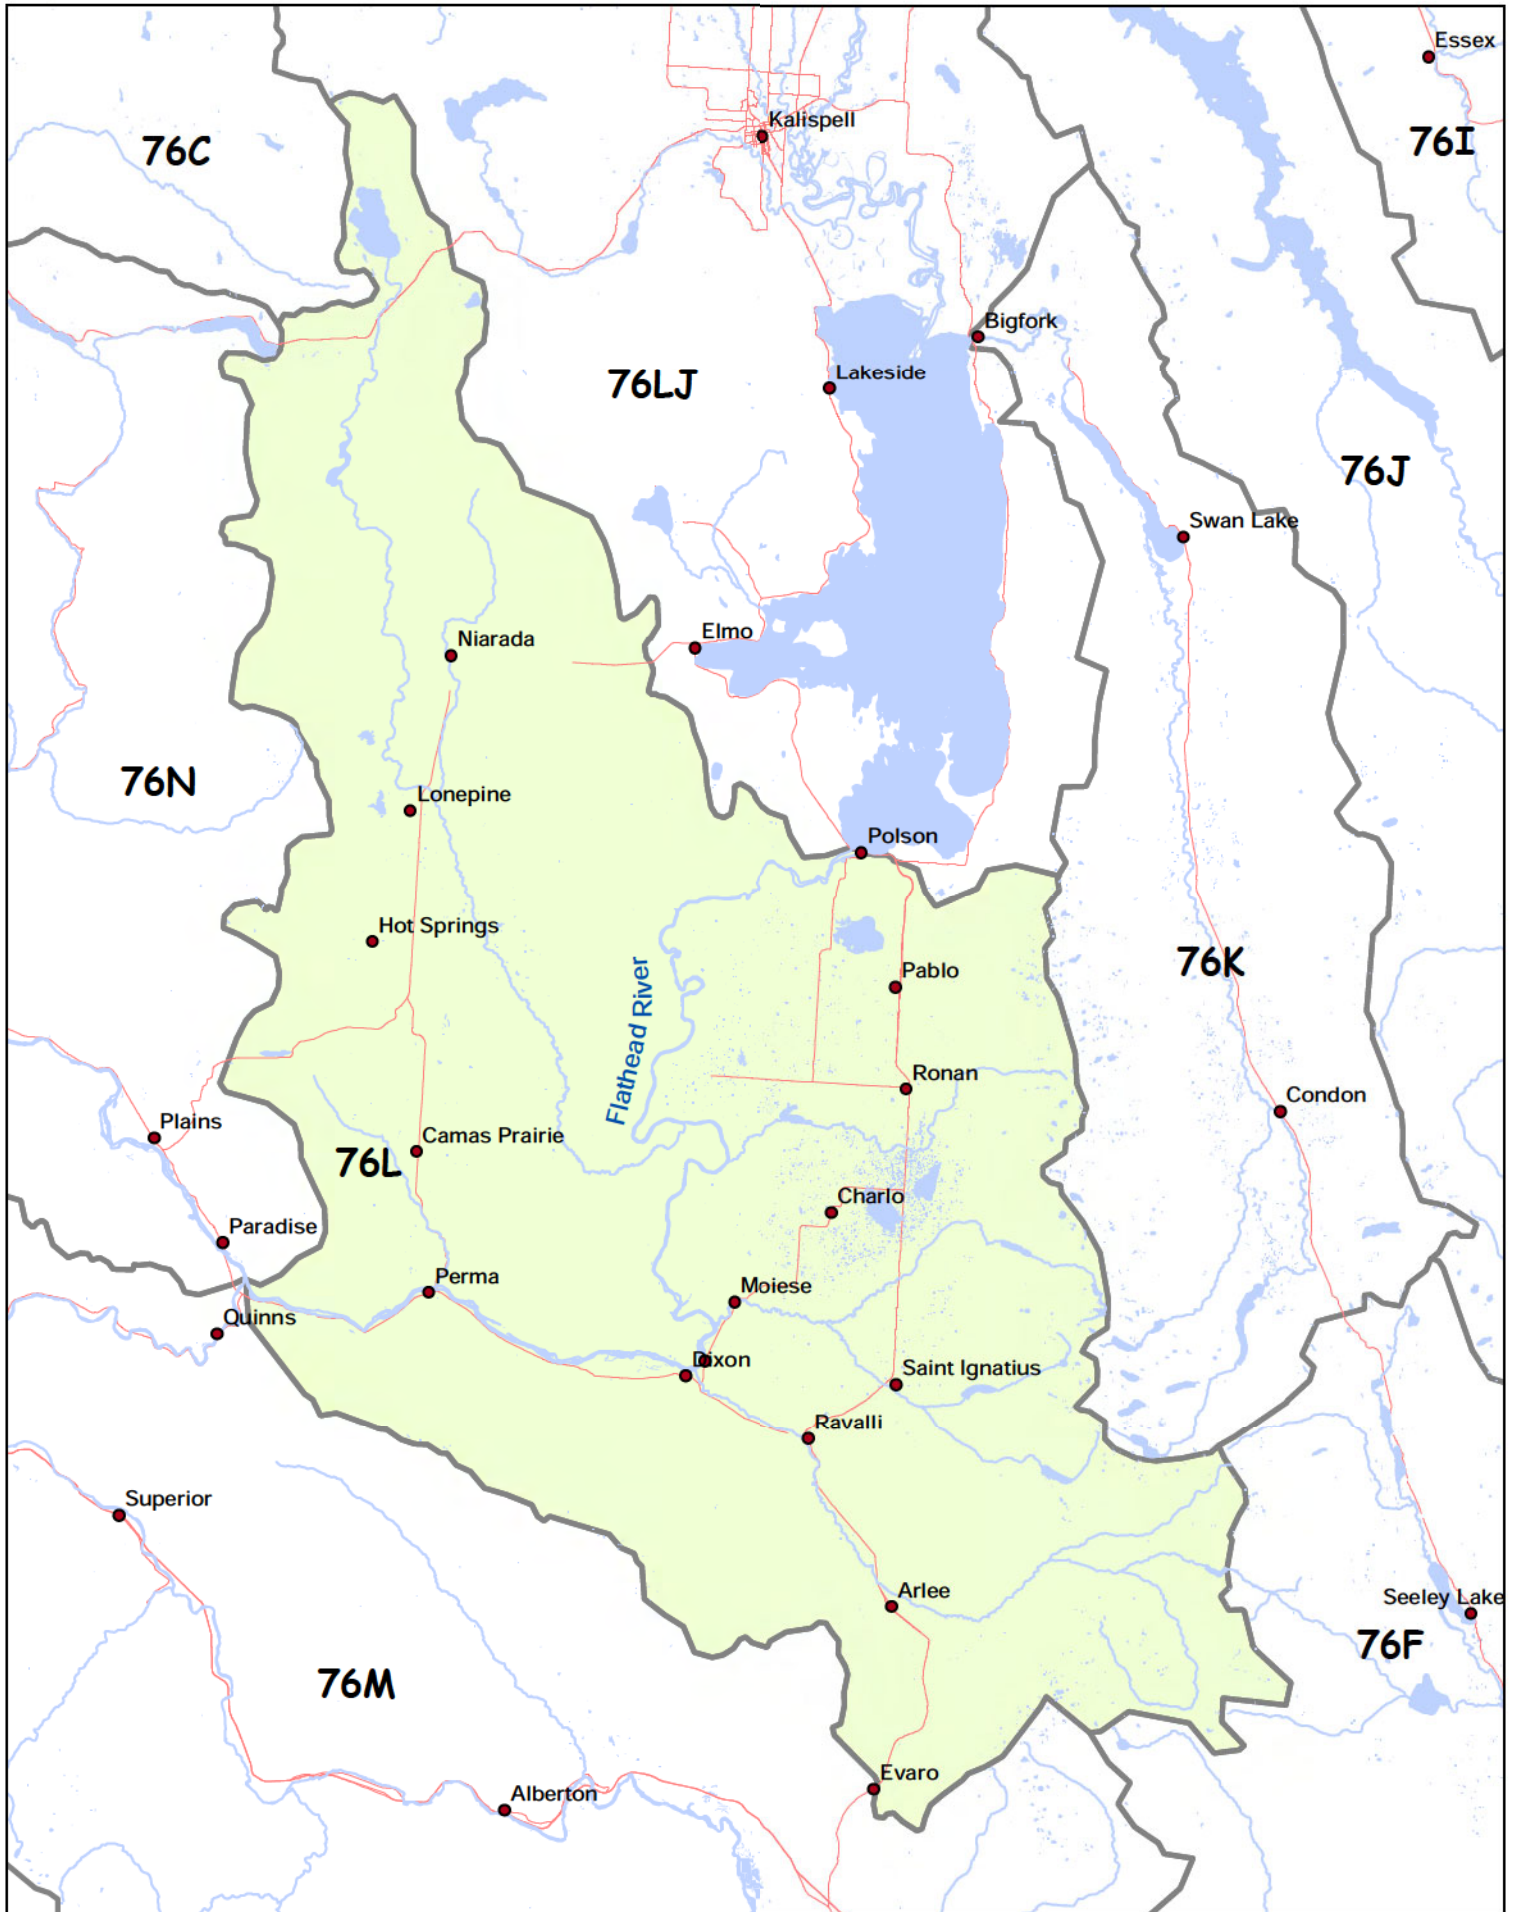 Essex
76I
Kalispell
76C
Bigfork
Lakeside
76LJ
76J
Swan Lake
Elmo
Niarada
76N
Lonepine
Polson
Hot Springs
76K
Pablo
Flathead River
Ronan
Condon
Plains
Camas Prairie
76L
Charlo
Paradise
Perma
Moiese
Quinns
Dixon
Saint Ignatius
Ravalli
Superior
Arlee
Seeley Lake
76F
76M
Evaro
Alberton